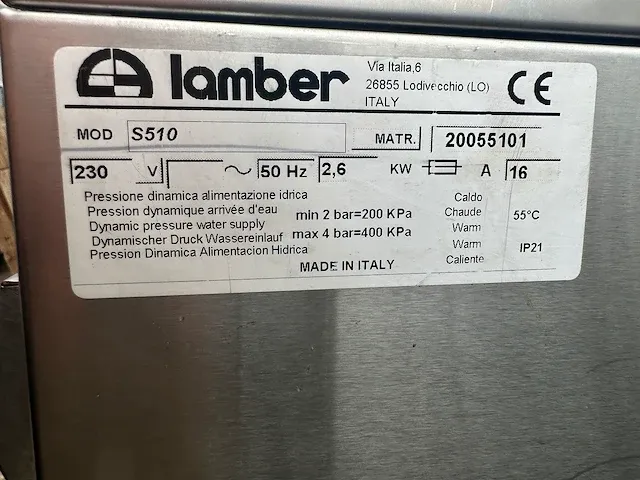 lamber
Via Italia,6
26855 Lodivecchio (LO)
ITALY
CE
MOD S510 MATR. 20055101
230 V 50 Hz 2,6 KW A 16
Pressione dinamica alimentazione idrica
Pression dynamique arrivée d'eau
Dynamic pressure water supply
Dynamischer Druck Wassereinlauf
Pression Dinamica Alimentacion Hidrica
min 2 bar=200 KPa
max 4 bar=400 KPa
Caldo
Chaude
Warm
Warm
Caliente
55°C
IP21
MADE IN ITALY